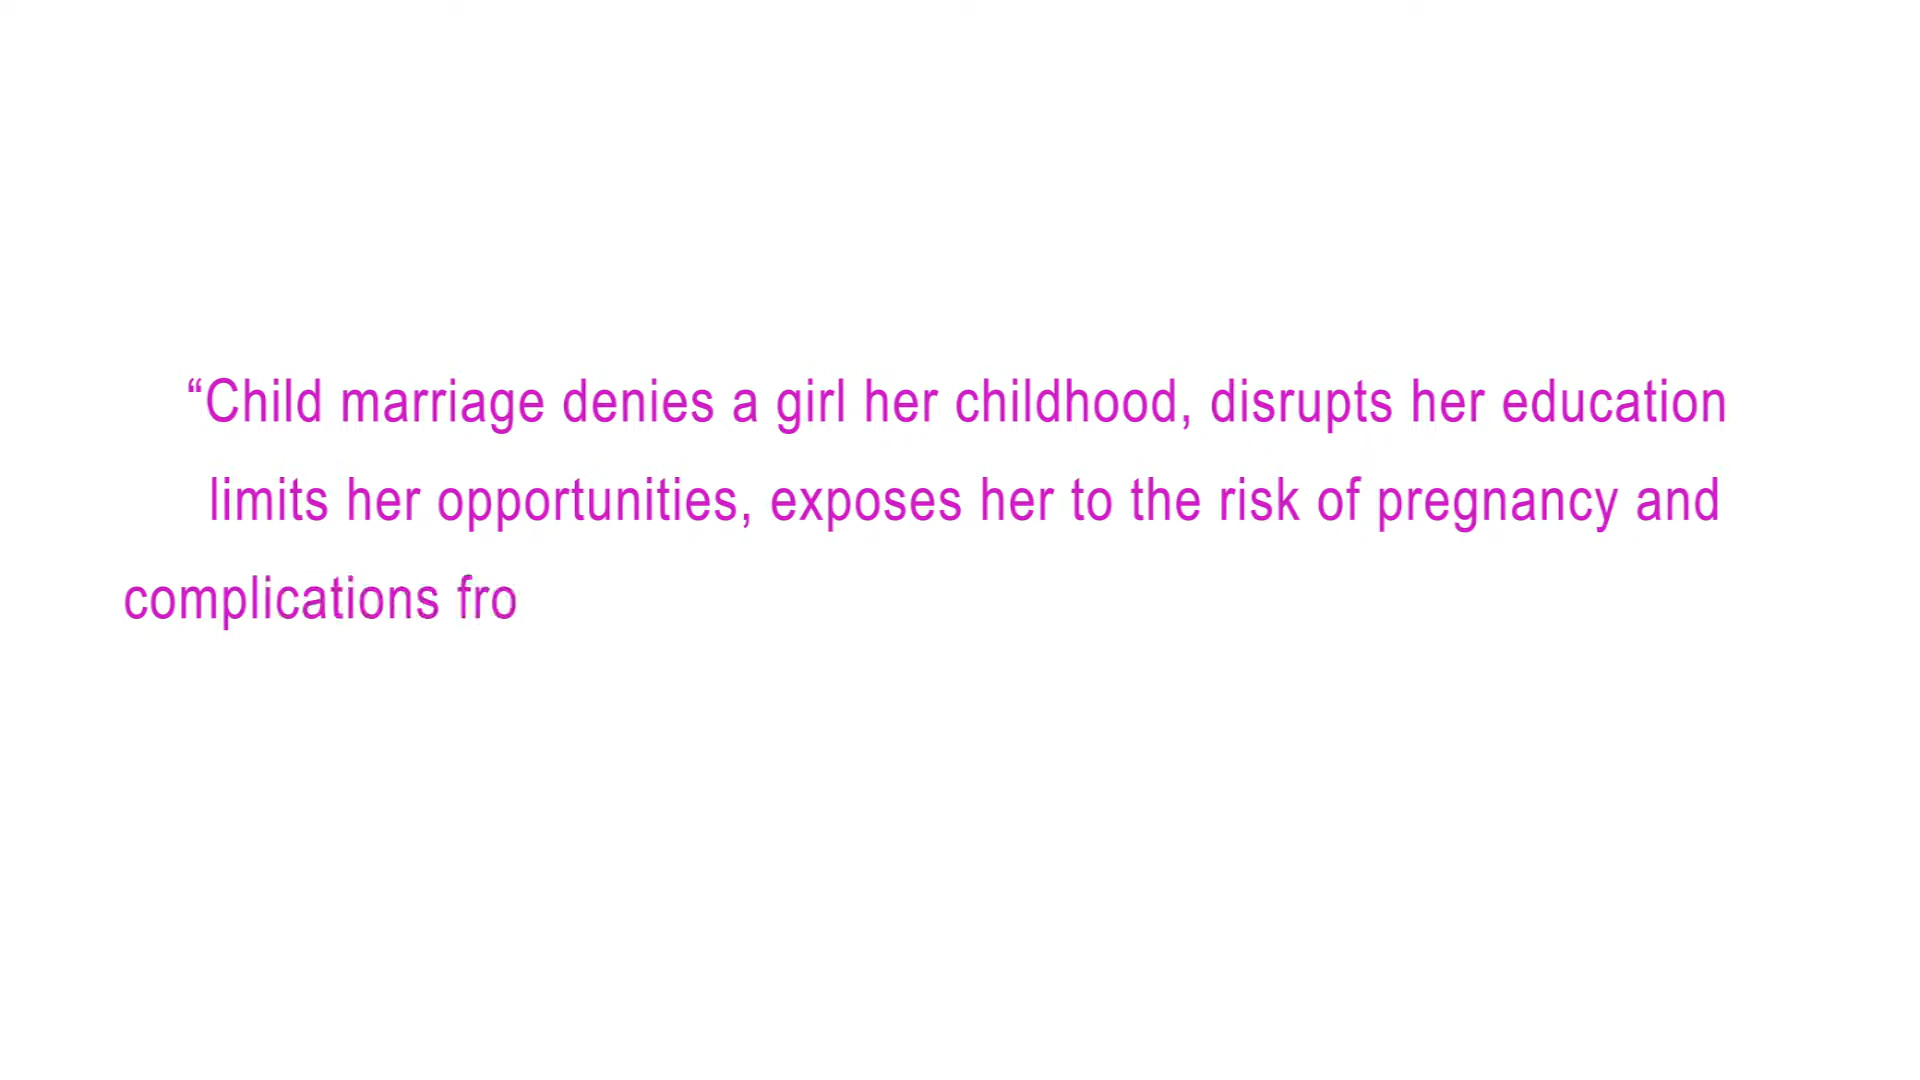 “Child marriage denies a girl her childhood, disrupts her education
limits her opportunities, exposes her to the risk of pregnancy and
complications fro